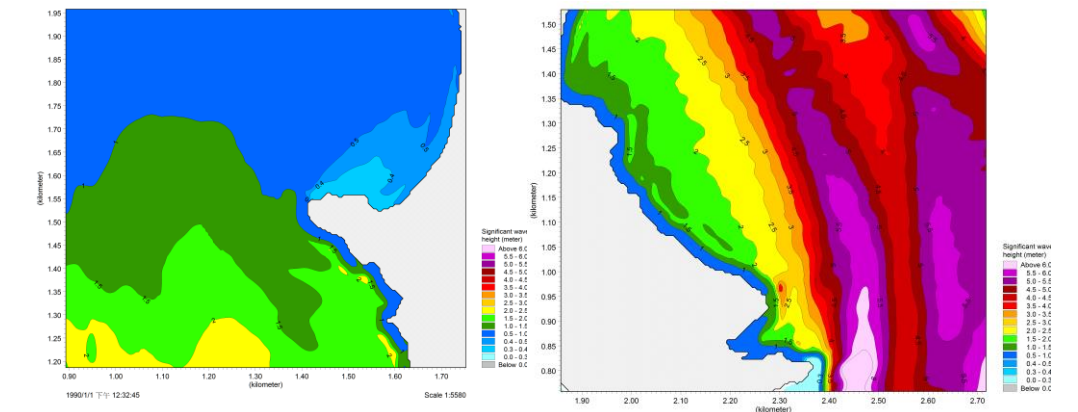 1.95
1.90
1.85
1.80
1.75
1.70
1.65
1.60
1.55
1.50
1.45
1.40
1.35
1.30
1.25
1.20
(kilometer)
0.90 1.00 1.10 1.20 1.30 1.40 1.50 1.60 1.70
(kilometer)
1990/1/1 下午 12:32:45 Scale 1:5580
Significant wave
height (meter)
Above 6.0
5.5 - 6.0
5.0 - 5.5
4.5 - 5.0
4.0 - 4.5
3.5 - 4.0
3.0 - 3.5
2.5 - 3.0
2.0 - 2.5
1.5 - 2.0
1.0 - 1.5
0.5 - 1.0
0.4 - 0.5
0.3 - 0.4
0.0 - 0.3
Below 0.0
1.50
1.45
1.40
1.35
1.30
1.25
1.20
1.15
1.10
1.05
1.00
0.95
0.90
0.85
0.80
(kilometer)
1.90 2.00 2.10 2.20 2.30 2.40 2.50 2.60 2.70
(kilometer)
Significant wave
height (meter)
Above 6.0
5.5 - 6.0
5.0 - 5.5
4.5 - 5.0
4.0 - 4.5
3.5 - 4.0
3.0 - 3.5
2.5 - 3.0
2.0 - 2.5
1.5 - 2.0
1.0 - 1.5
0.5 - 1.0
0.4 - 0.5
0.3 - 0.4
0.0 - 0.3
Below 0.0